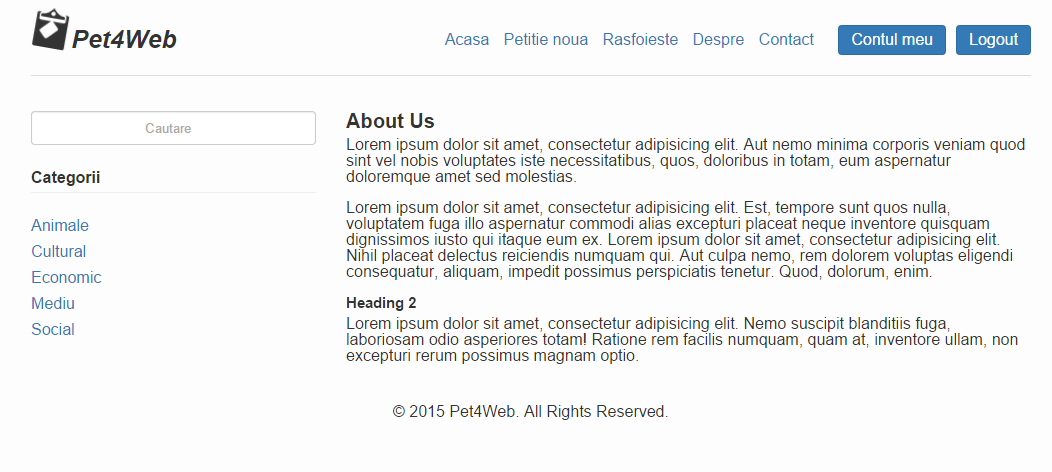 Pet4Web
Acasa Petitie noua Rasfoieste Despre Contact Contul meu Logout
Cautare
Categorii
Animale
Cultural
Economic
Mediu
Social
About Us
Lorem ipsum dolor sit amet, consectetur adipisicing elit. Aut nemo minima corporis veniam quod
sint vel nobis voluptates iste necessitatibus, quos, doloribus in totam, eum aspernatur
doloremque amet sed molestias.
Lorem ipsum dolor sit amet, consectetur adipisicing elit. Est, tempore sunt quos nulla,
voluptatem fuga illo aspernatur commodi alias excepturi placeat neque inventore quisquam
dignissimos iusto qui itaque eum ex. Lorem ipsum dolor sit amet, consectetur adipisicing elit.
Nihil placeat delectus reiciendis numquam qui. Aut culpa nemo, rem dolorem voluptas eligendi
consequatur, aliquam, impedit possimus perspiciatis tenetur. Quod, dolorum, enim.
Heading 2
Lorem ipsum dolor sit amet, consectetur adipisicing elit. Nemo suscipit blanditiis fuga,
laboriosam odio asperiores totam! Ratione rem facilis numquam, quam at, inventore ullam, non
excepturi rerum possimus magnam optio.
© 2015 Pet4Web. All Rights Reserved.